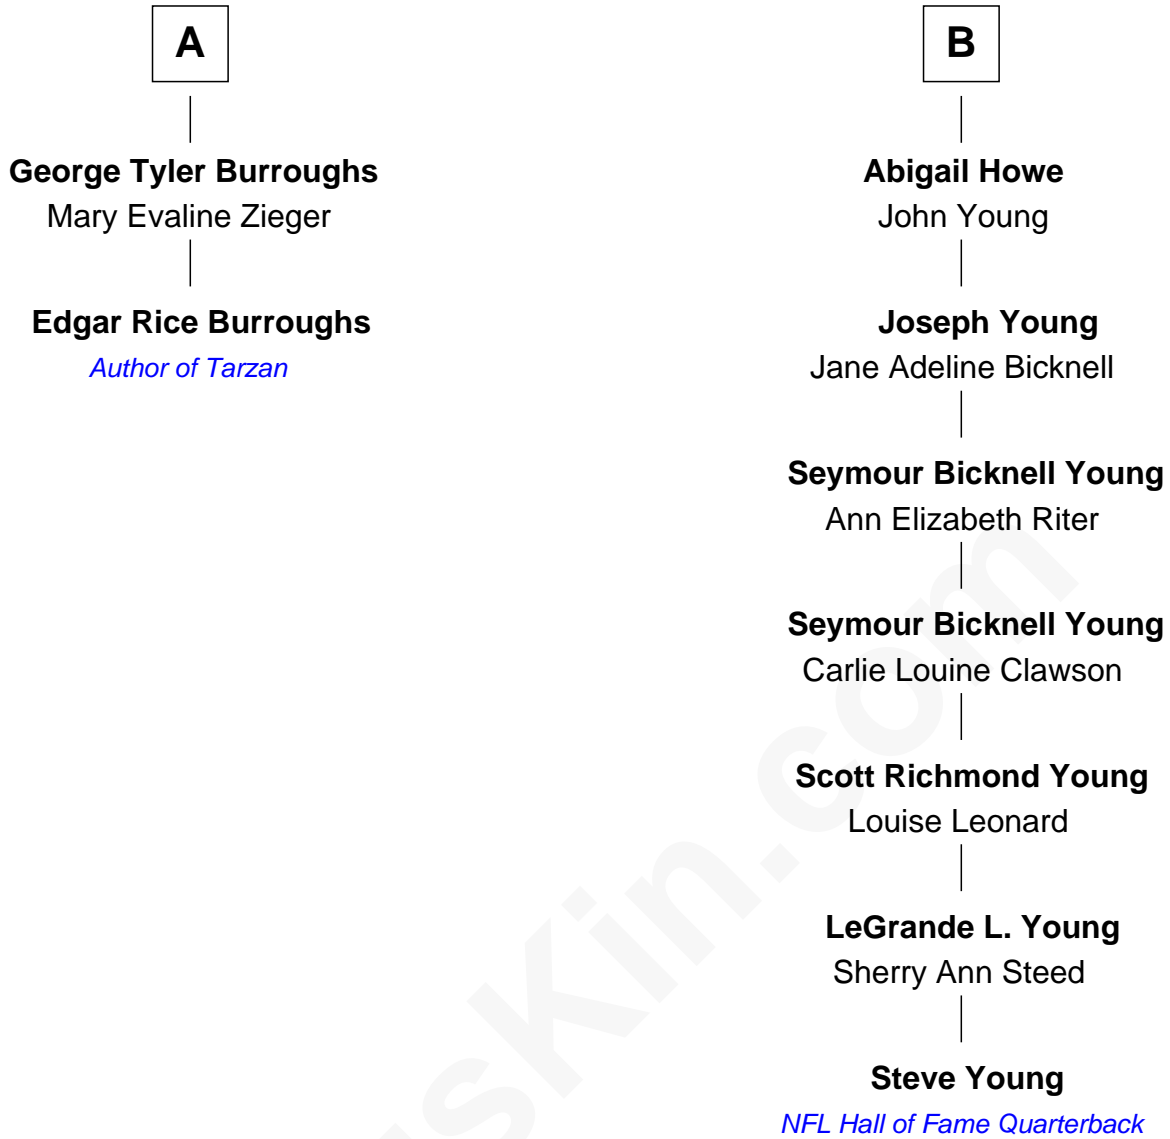 A
George Tyler Burroughs
Mary Evaline Zieger
Edgar Rice Burroughs
Author of Tarzan
B
Abigail Howe
John Young
Joseph Young
Jane Adeline Bicknell
Seymour Bicknell Young
Ann Elizabeth Riter
Seymour Bicknell Young
Carlie Louine Clawson
Scott Richmond Young
Louise Leonard
LeGrande L. Young
Sherry Ann Steed
Steve Young
NFL Hall of Fame Quarterback
sKin.com